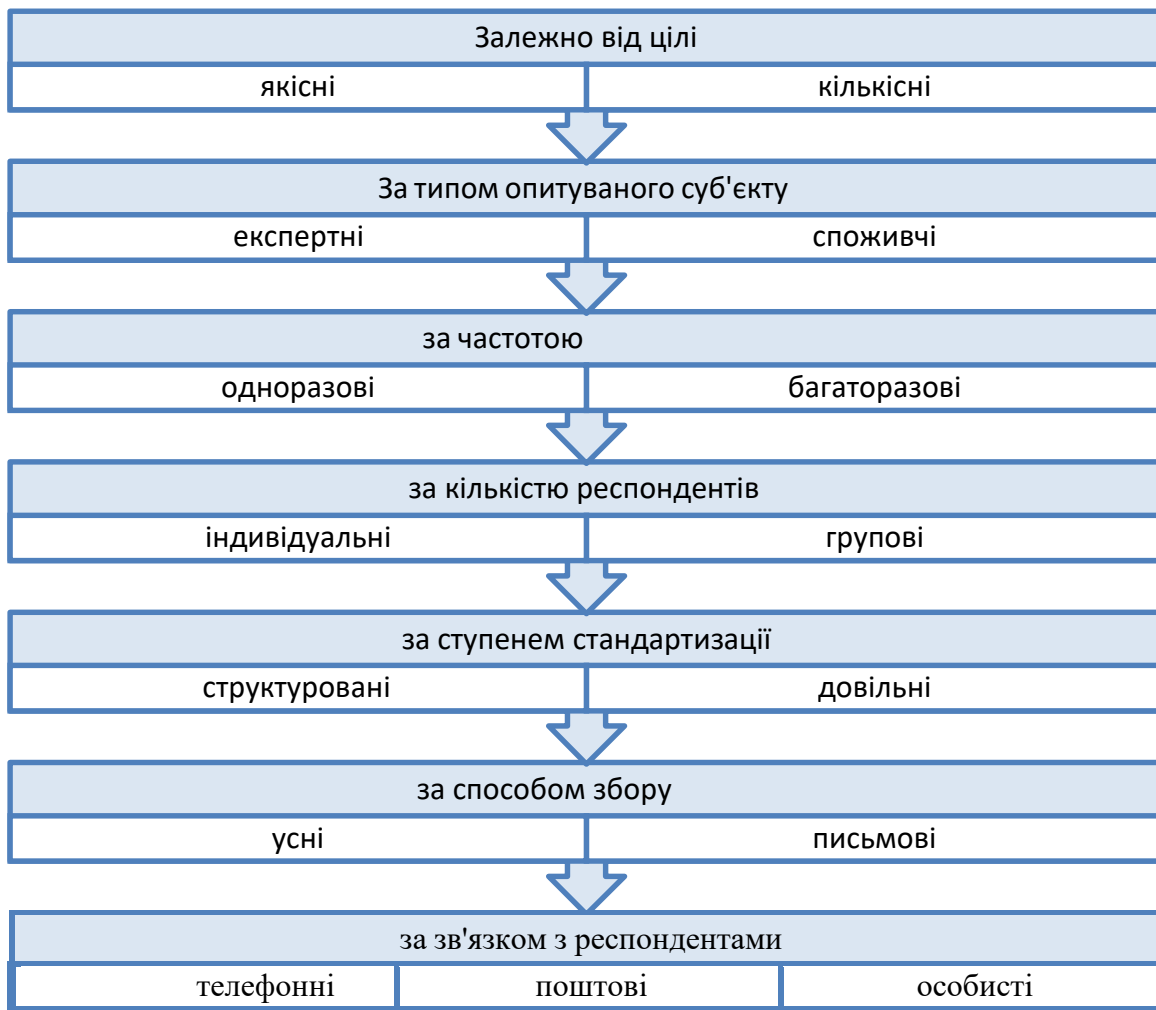 Залежно від цілі
якісні кількісні
За типом опитуваного суб'єкту
експертні споживчі
за частотою
одноразові багаторазові
за кількістю респондентів
індивідуальні групові
за ступенем стандартизації
структуровані довільні
за способом збору
усні письмові
за зв'язком з респондентами
телефонні поштові особисті